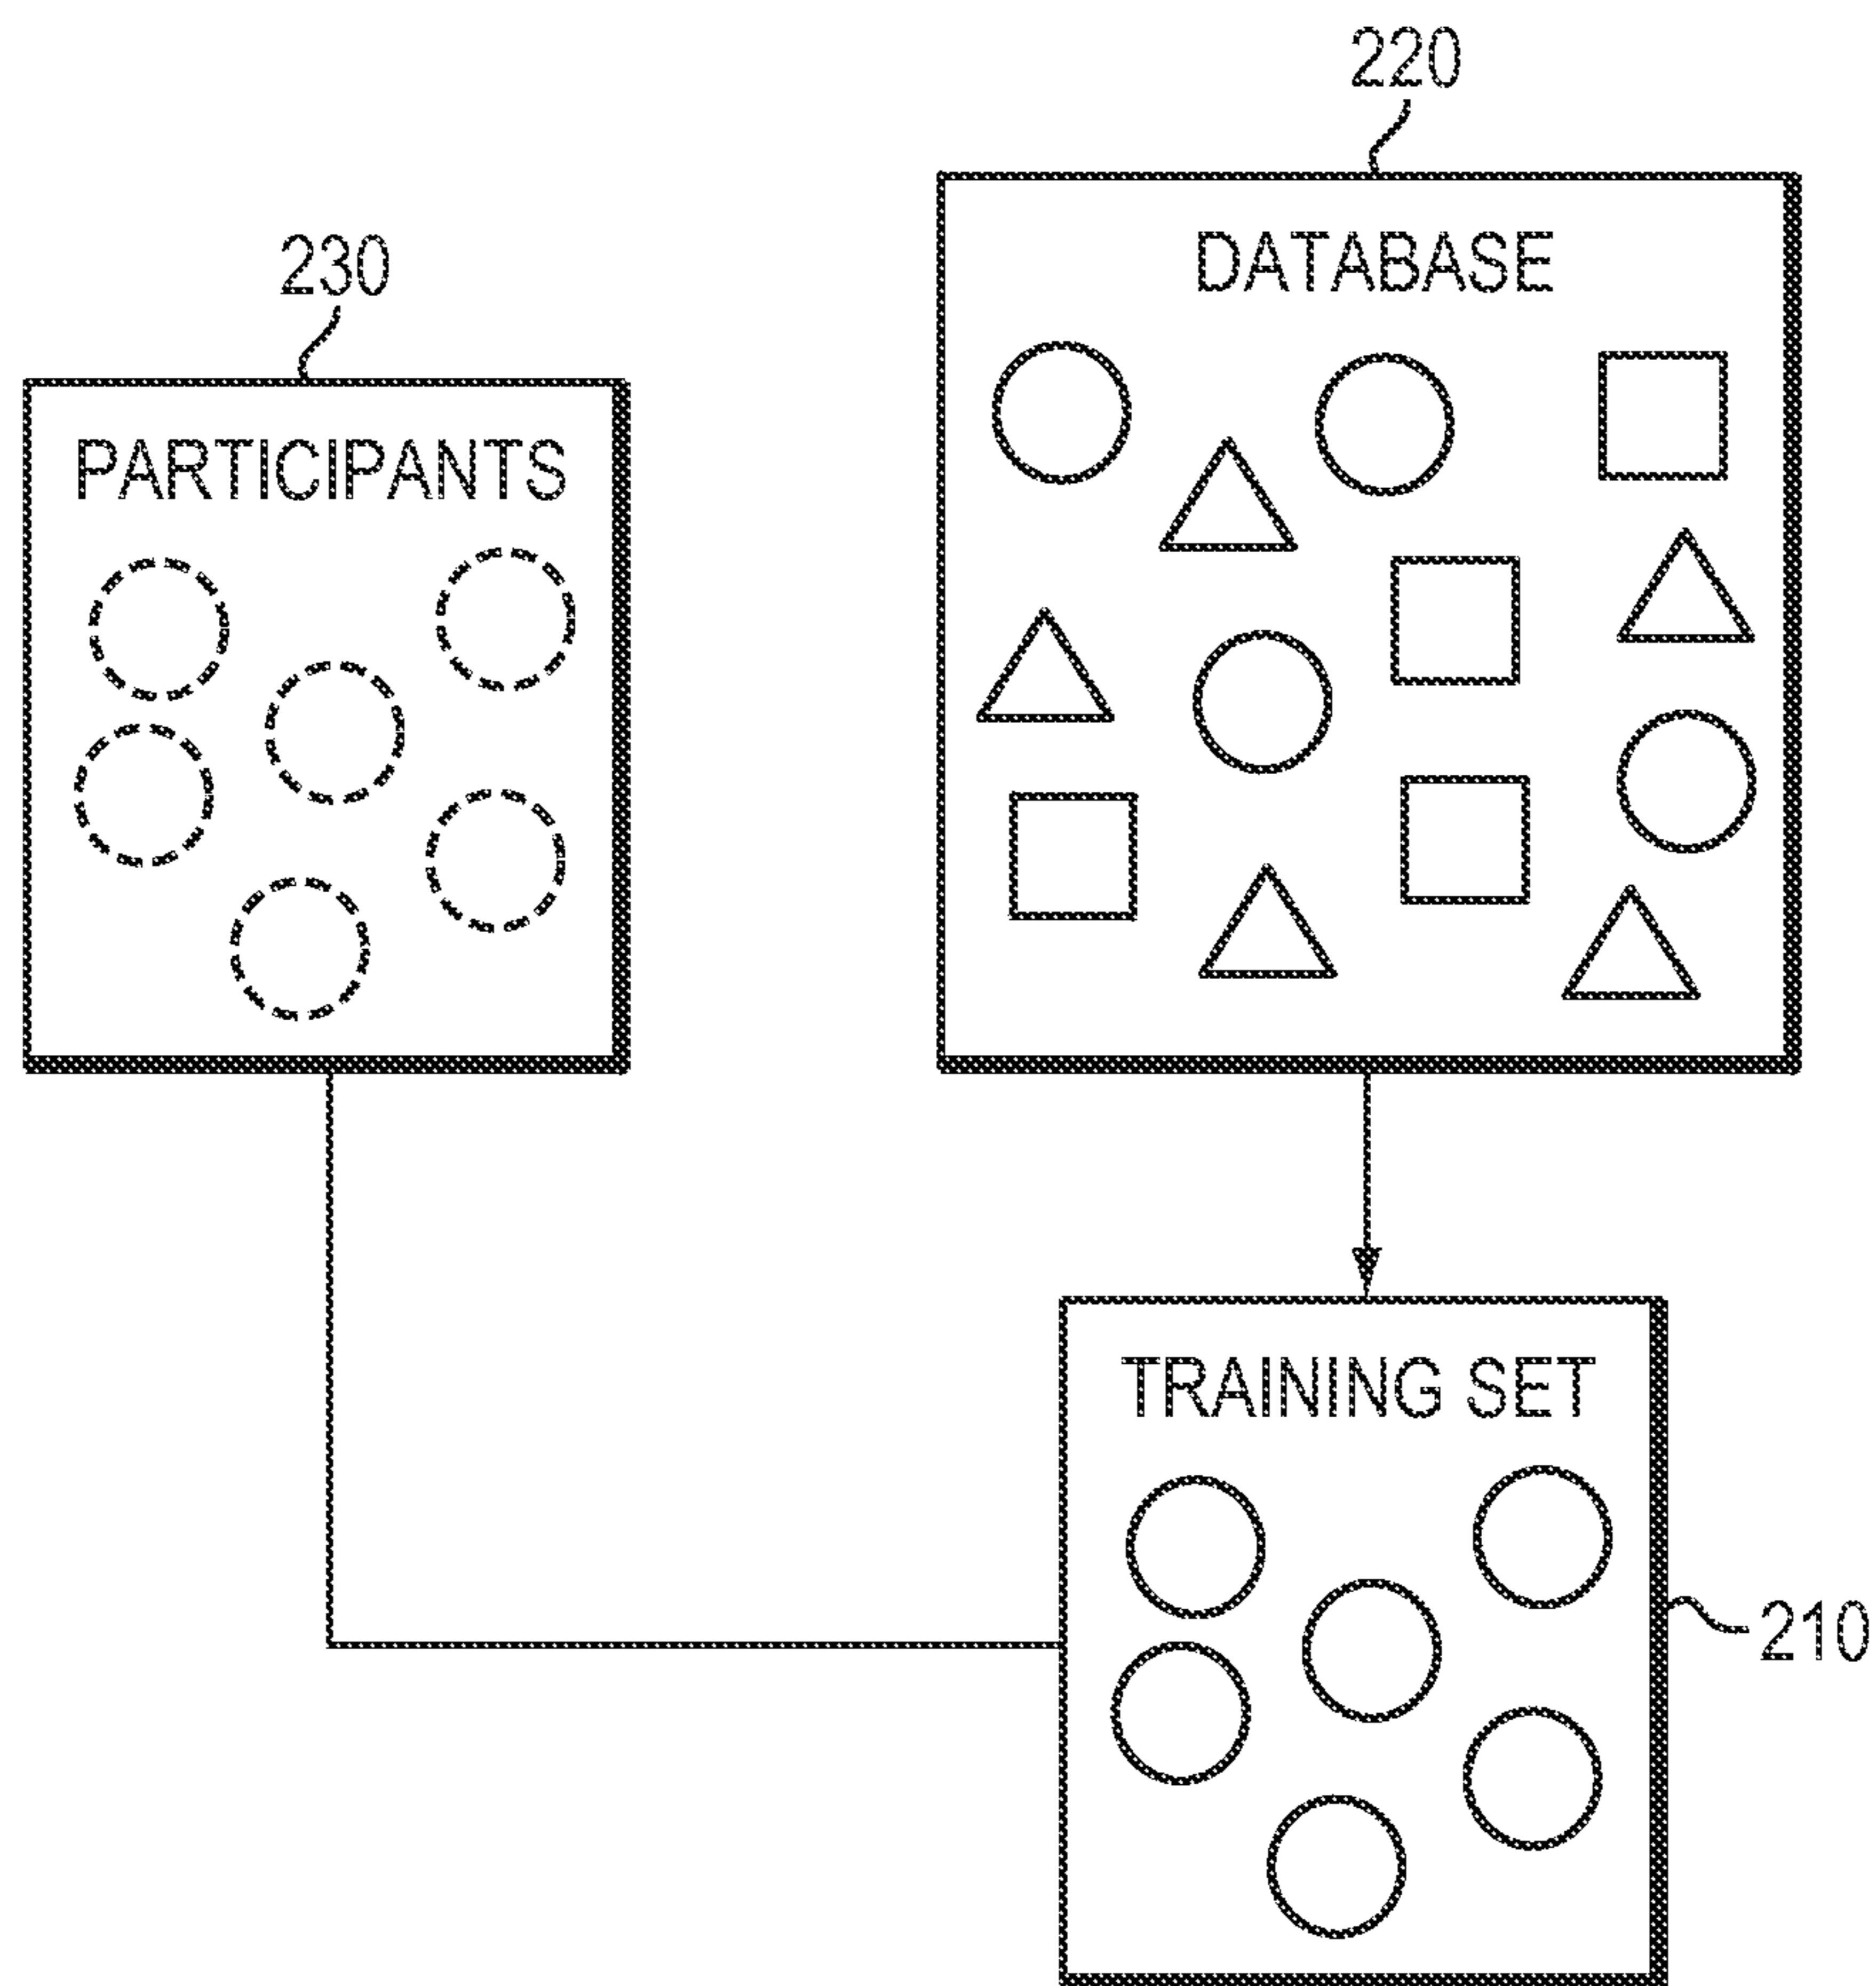 220
DATABASE
230
PARTICIPANTS
TRAINING SET
210